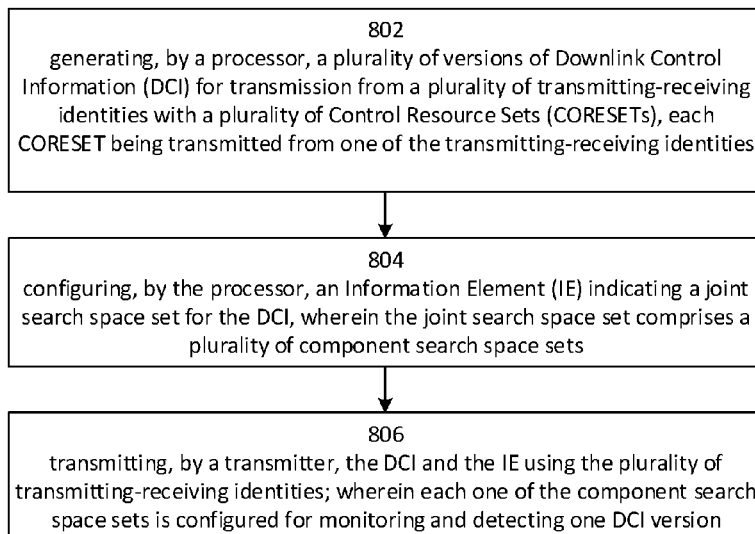 802
generating, by a processor, a plurality of versions of Downlink Control
Information (DCI) for transmission from a plurality of transmitting-receiving
identities with a plurality of Control Resource Sets (CORESETs), each
CORESET being transmitted from one of the transmitting-receiving identities
804
configuring, by the processor, an Information Element (IE) indicating a joint
search space set for the DCI, wherein the joint search space set comprises a
plurality of component search space sets
806
transmitting, by a transmitter, the DCI and the IE using the plurality of
transmitting-receiving identities; wherein each one of the component search
space sets is configured for monitoring and detecting one DCI version